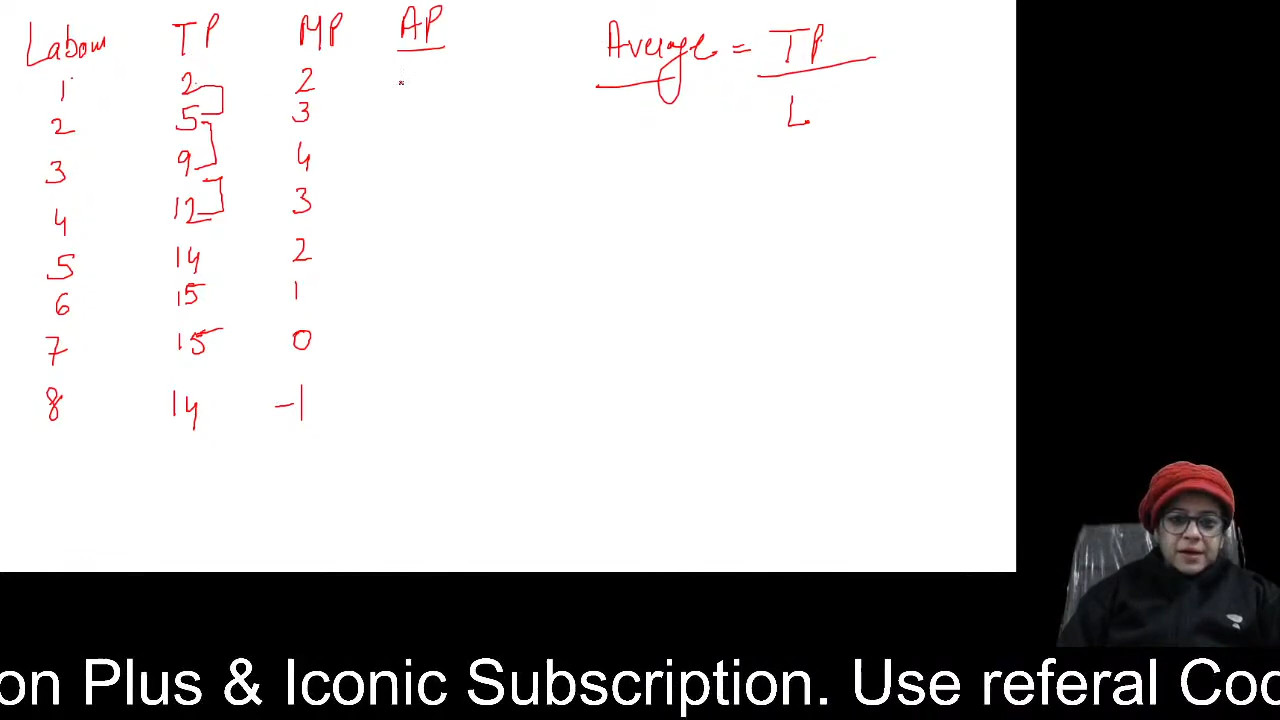 Labour TP MP AP
1 2 2
2 5 3
3 9 4
4 12 3
5 14 2
6 15 1
7 15 0
8 14 -1
Average = TP
L
on Plus & Iconic Subscription. Use referal Coc